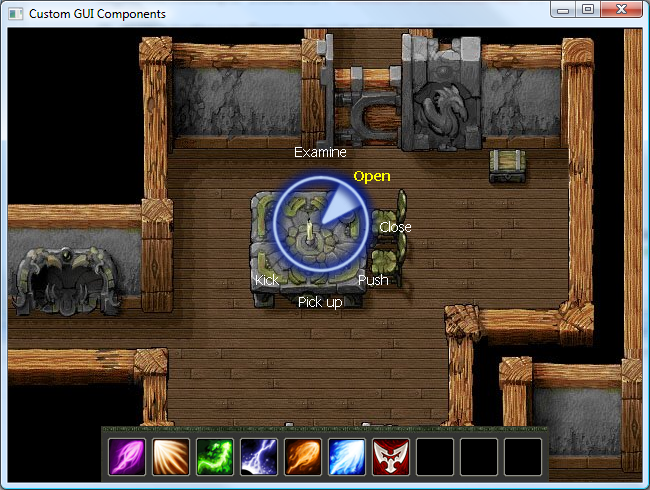 Custom GUI Components
Examine
Open
Close
Kick
Push
Pick up